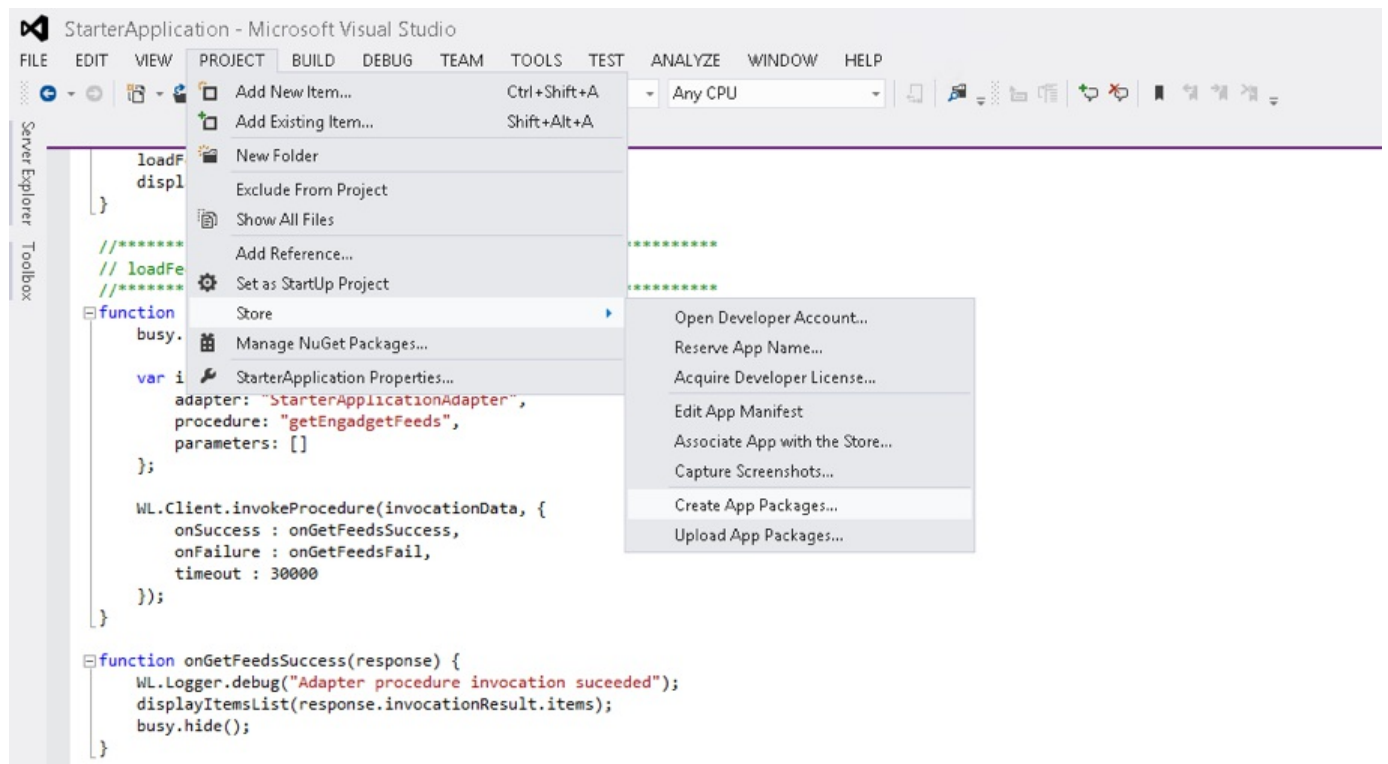 StarterApplication - Microsoft Visual Studio
FILE EDIT VIEW PROJECT BUILD DEBUG TEAM TOOLS TEST ANALYZE WINDOW HELP
Any CPU
Server Explorer
Toolbox
Add New Item... Ctrl+Shift+A
Add Existing Item... Shift+Alt+A
New Folder
Exclude From Project
Show All Files
Add Reference...
Set as StartUp Project
Store
Manage NuGet Packages...
StarterApplication Properties...
Open Developer Account...
Reserve App Name...
Acquire Developer License...
Edit App Manifest
Associate App with the Store...
Capture Screenshots...
Create App Packages...
Upload App Packages...
}
//******* **********
// loadFe
//******* **********
function
busy.
var i
adapter: "StarterApplicationAdapter",
procedure: "getEngadgetFeeds",
parameters: []
};
WL.Client.invokeProcedure(invocationData, {
onSuccess : onGetFeedsSuccess,
onFailure : onGetFeedsFail,
timeout : 30000
});
}
function onGetFeedsSuccess(response) {
WL.Logger.debug("Adapter procedure invocation suceeded");
displayItemsList(response.invocationResult.items);
busy.hide();
}